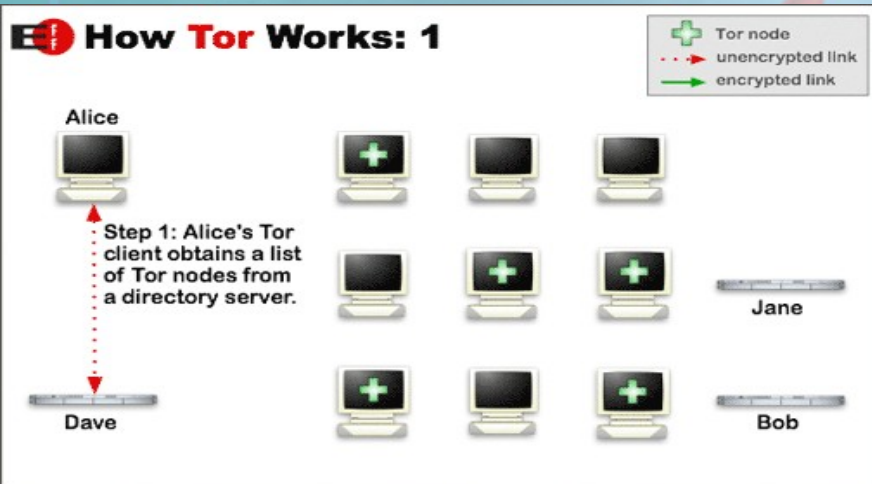 EFF How Tor Works: 1
Tor node
unencrypted link
encrypted link
Alice
Step 1: Alice's Tor
client obtains a list
of Tor nodes from
a directory server.
Jane
Dave
Bob